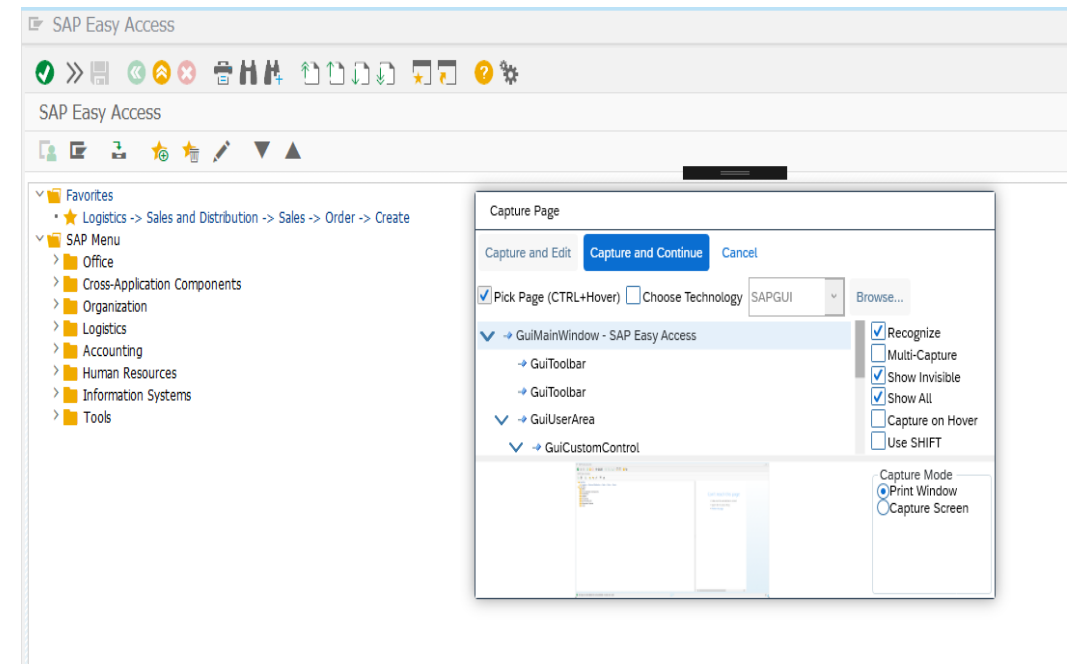 SAP Easy Access
SAP Easy Access
Favorites
Logistics -> Sales and Distribution -> Sales -> Order -> Create
SAP Menu
Office
Cross-Application Components
Organization
Logistics
Accounting
Human Resources
Information Systems
Tools
Capture Page
Capture and Edit Capture and Continue Cancel
Pick Page (CTRL+Hover) Choose Technology SAPGUI Browse...
GuiMainWindow - SAP Easy Access
GuiToolbar
GuiToolbar
GuiUserArea
GuiCustomControl
Recognize
Multi-Capture
Show Invisible
Show All
Capture on Hover
Use SHIFT
Capture Mode
Print Window
Capture Screen